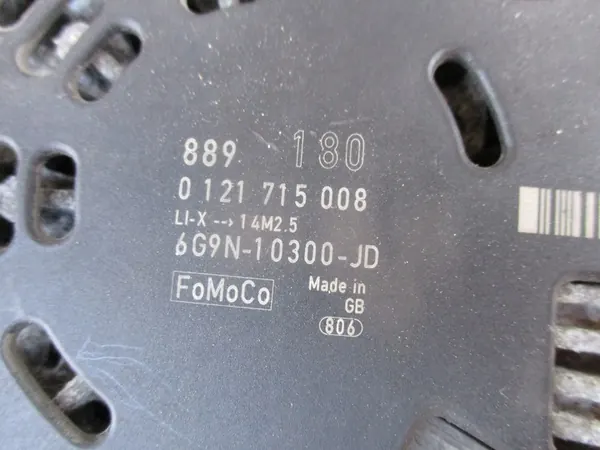 889 180
0 121 715 008
LI-X --→ 14M2.5
6G9N-10300-JD
FoMoCo
Made in
GB
806